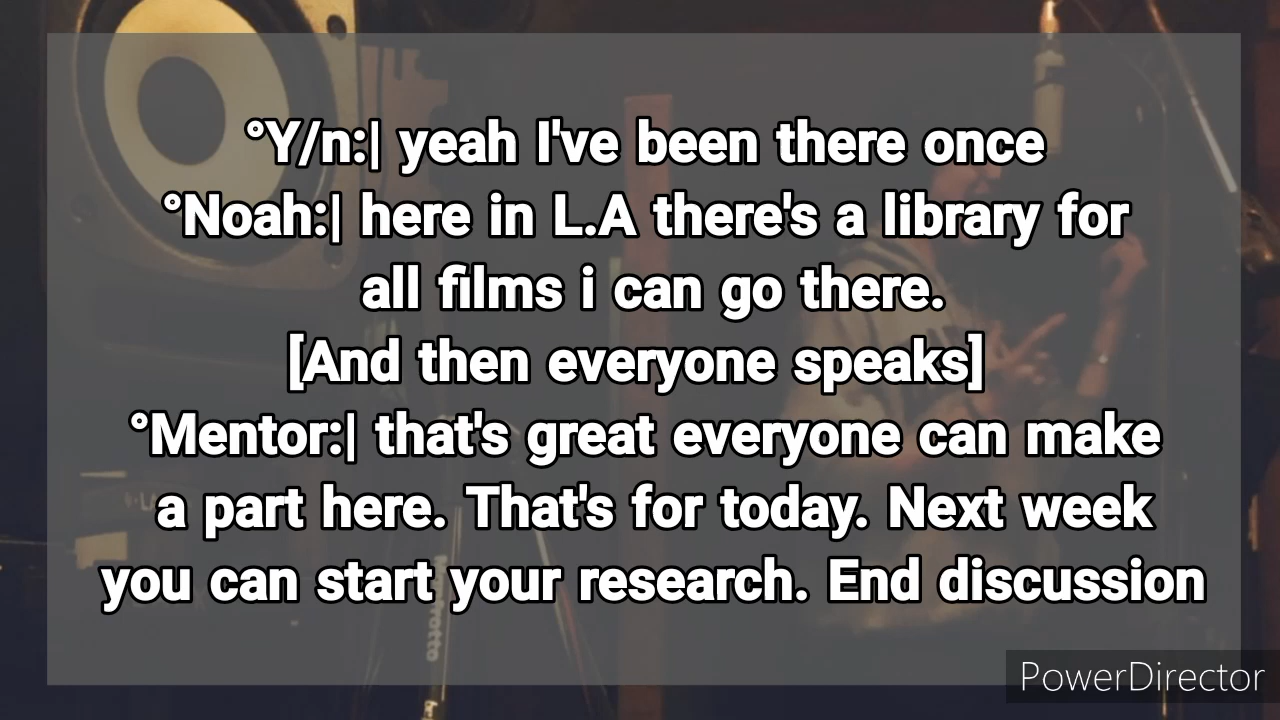 °Y/n:| yeah I've been there once
°Noah:| here in L.A there's a library for
all films i can go there.
[And then everyone speaks]
°Mentor:| that's great everyone can make
a part here. That's for today. Next week
you can start your research. End discussion
PowerDirector